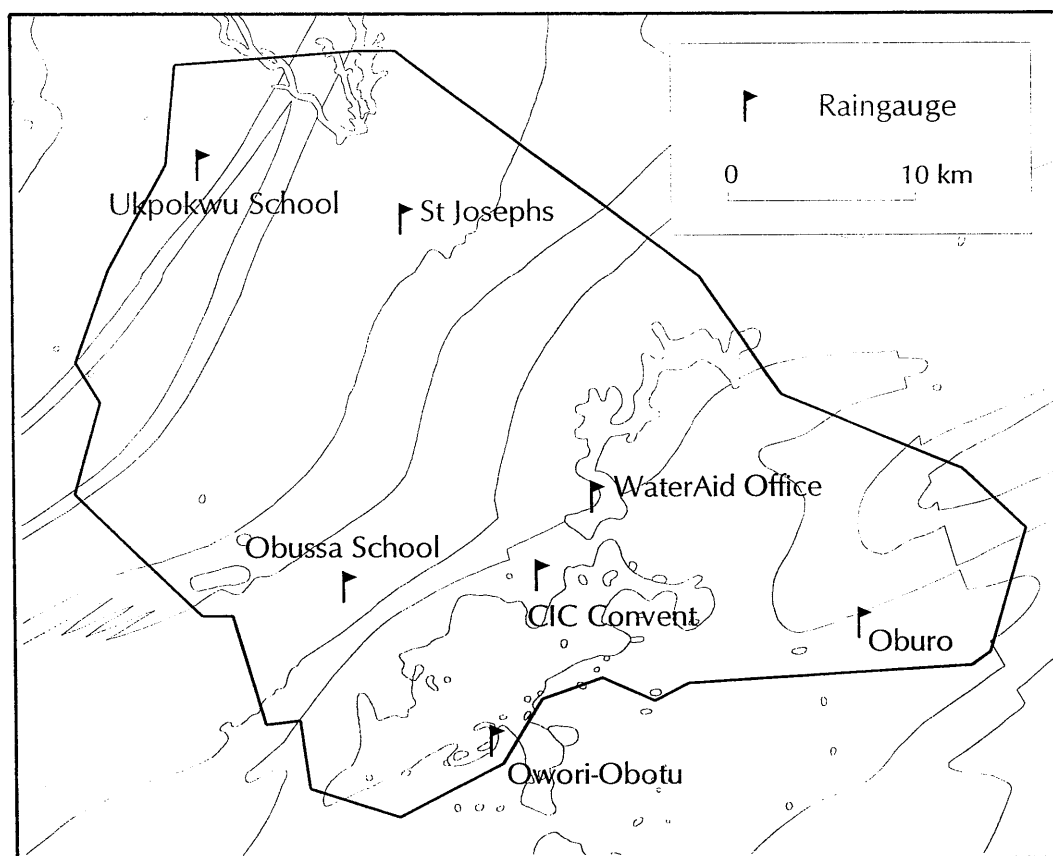 Raingauge
0 10 km
Ukpokwu School
St Josephs
WaterAid Office
Obussa School
CIC Convent
Oburo
Owori-Obotu